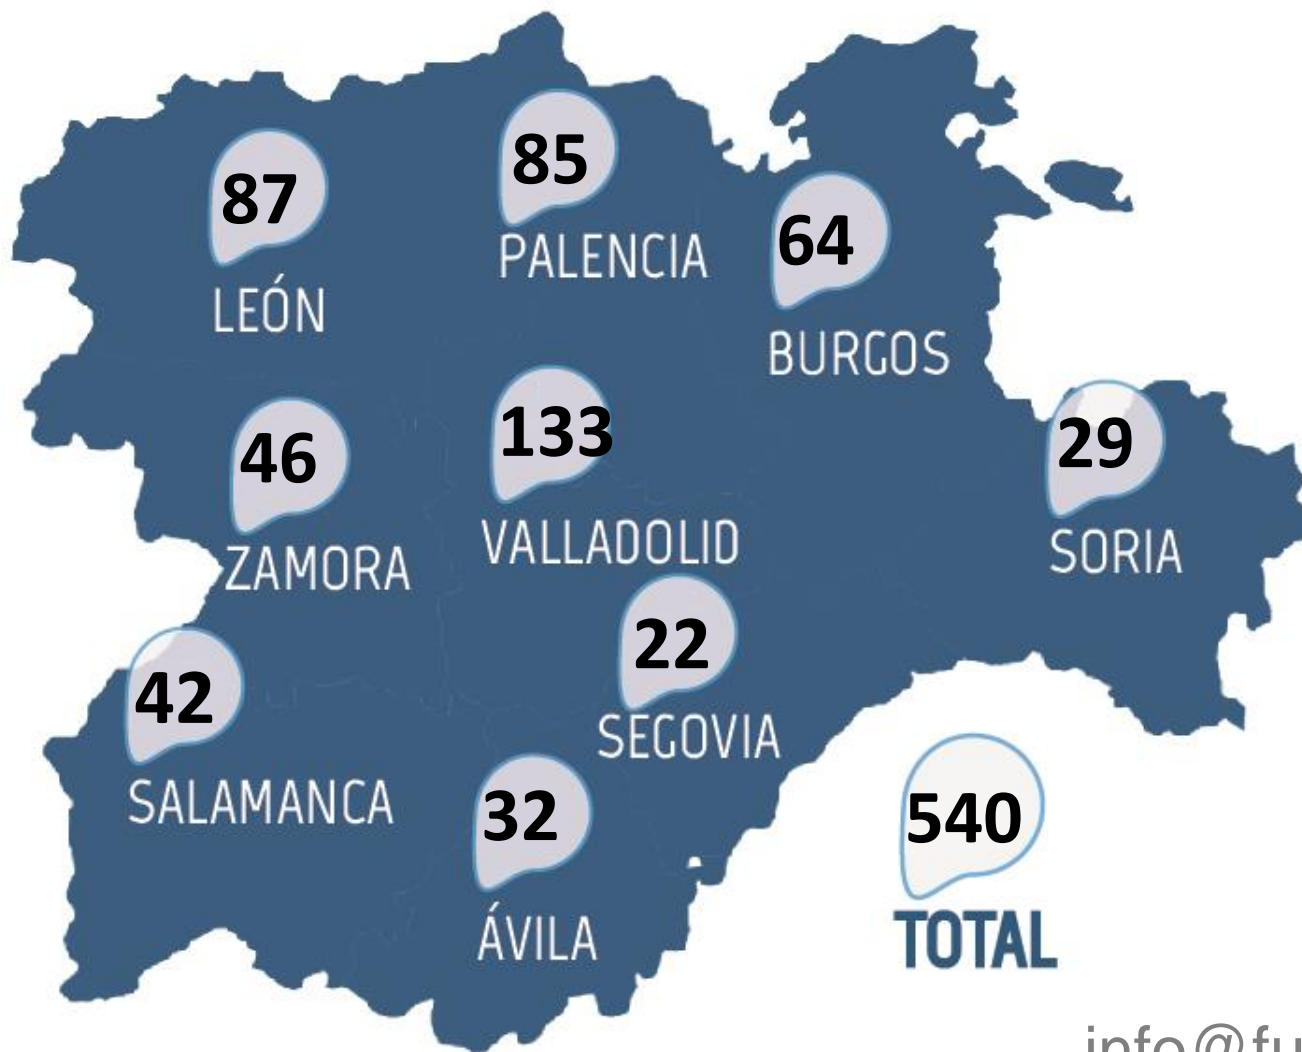 87
LEÓN
85
PALENCIA
64
BURGOS
46
ZAMORA
133
VALLADOLID
29
SORIA
42
SALAMANCA
22
SEGOVIA
32
ÁVILA
540
TOTAL